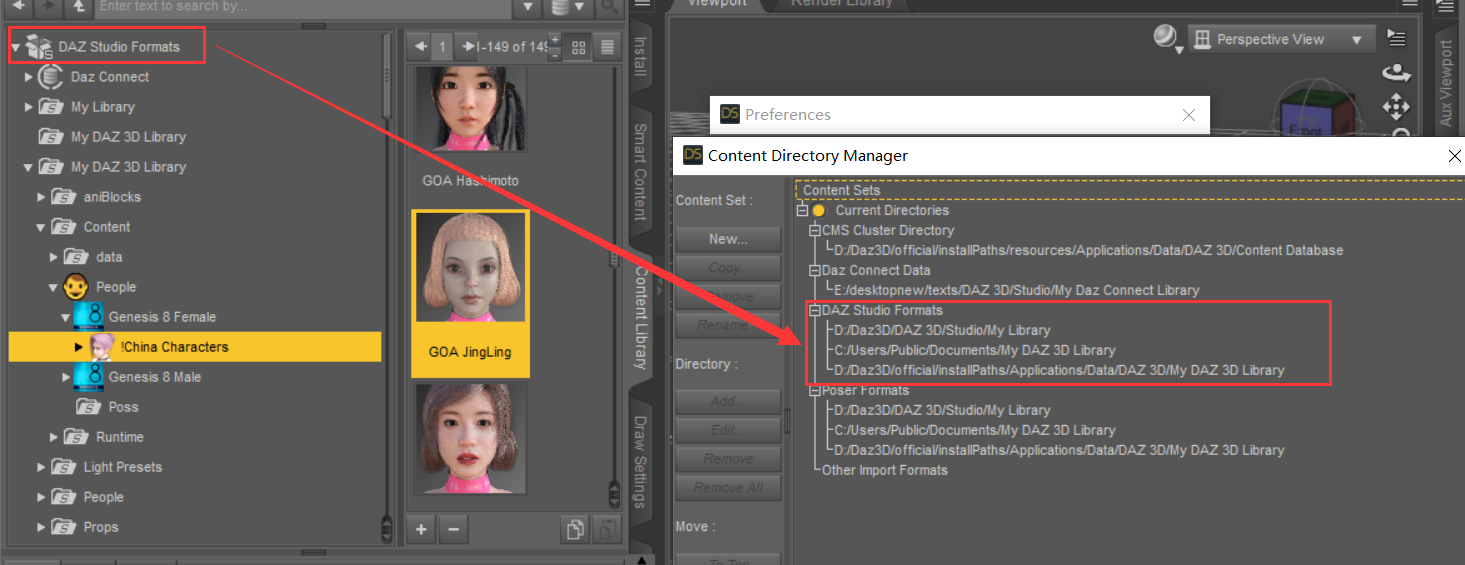 Enter text to search by...
DAZ Studio Formats
Daz Connect
My Library
My DAZ 3D Library
My DAZ 3D Library
aniBlocks
Content
data
People
Genesis 8 Female
!China Characters
Genesis 8 Male
Poss
Runtime
Light Presets
People
Props
1
-149 of 149
GOA Hashimoto
GOA JingLing
Install
Smart Content
Content Library
Draw Settings
Viewport
Render Library
Perspective View
Front
Aux Viewport
DS Preferences
DS Content Directory Manager
Content Set :
New...
Copy...
Remove
Rename...
Directory :
Add...
Edit...
Remove
Remove All
Move :
To Top
Content Sets
Current Directories
CMS Cluster Directory
D:/Daz3D/official/installPaths/resources/Applications/Data/DAZ 3D/Content Database
Daz Connect Data
E:/desktopnew/texts/DAZ 3D/Studio/My Daz Connect Library
DAZ Studio Formats
D:/Daz3D/DAZ 3D/Studio/My Library
C:/Users/Public/Documents/My DAZ 3D Library
D:/Daz3D/official/installPaths/Applications/Data/DAZ 3D/My DAZ 3D Library
Poser Formats
D:/Daz3D/DAZ 3D/Studio/My Library
C:/Users/Public/Documents/My DAZ 3D Library
D:/Daz3D/official/installPaths/Applications/Data/DAZ 3D/My DAZ 3D Library
Other Import Formats